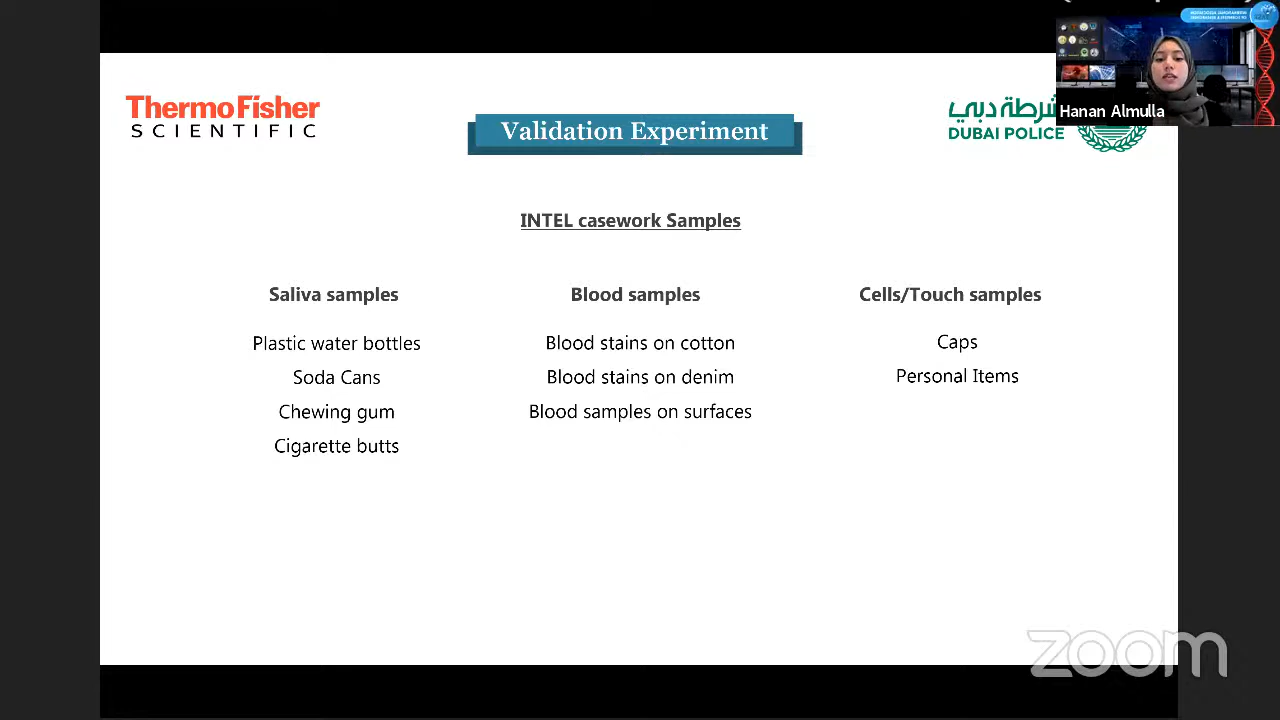 ThermoFisher
SCIENTIFIC
Validation Experiment
شرطة دبي
DUBAI POLICE
Hanan Almulla
INTEL casework Samples
Saliva samples
Plastic water bottles
Soda Cans
Chewing gum
Cigarette butts
Blood samples
Blood stains on cotton
Blood stains on denim
Blood samples on surfaces
Cells/Touch samples
Caps
Personal Items
zoom